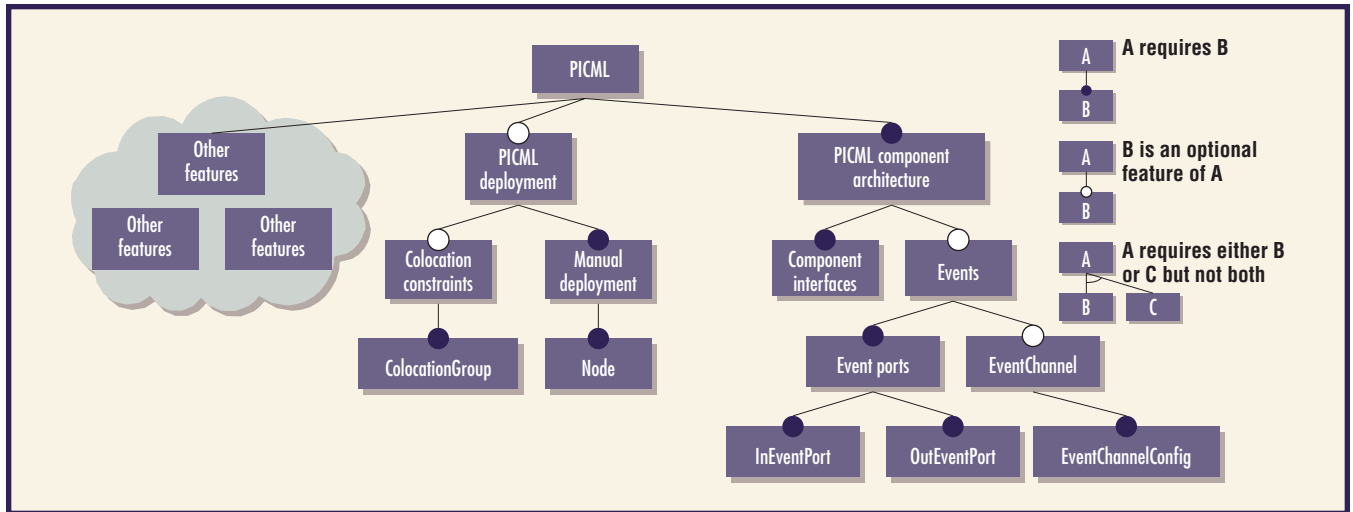 PICML
Other
features
Other
features
Other
features
PICML
deployment
PICML component
architecture
Colocation
constraints
Manual
deployment
Component
interfaces
Events
ColocationGroup
Node
Event ports
EventChannel
InEventPort
OutEventPort
EventChannelConfig
A
A requires B
B
A
B is an optional
feature of A
B
A
A requires either B
or C but not both
B
C